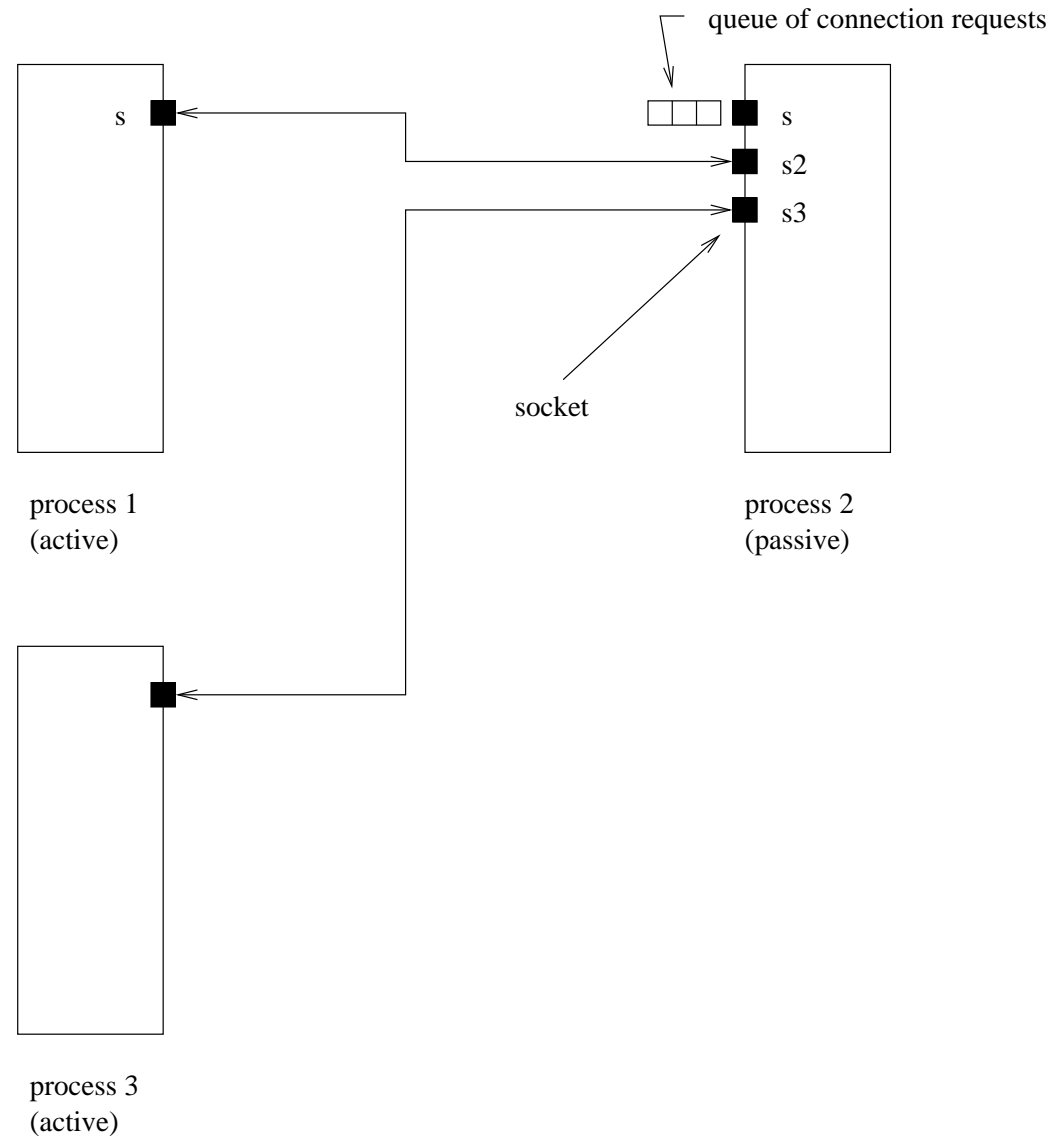 queue of connection requests
s
s
s2
s3
socket
process 1
(active)
process 2
(passive)
process 3
(active)